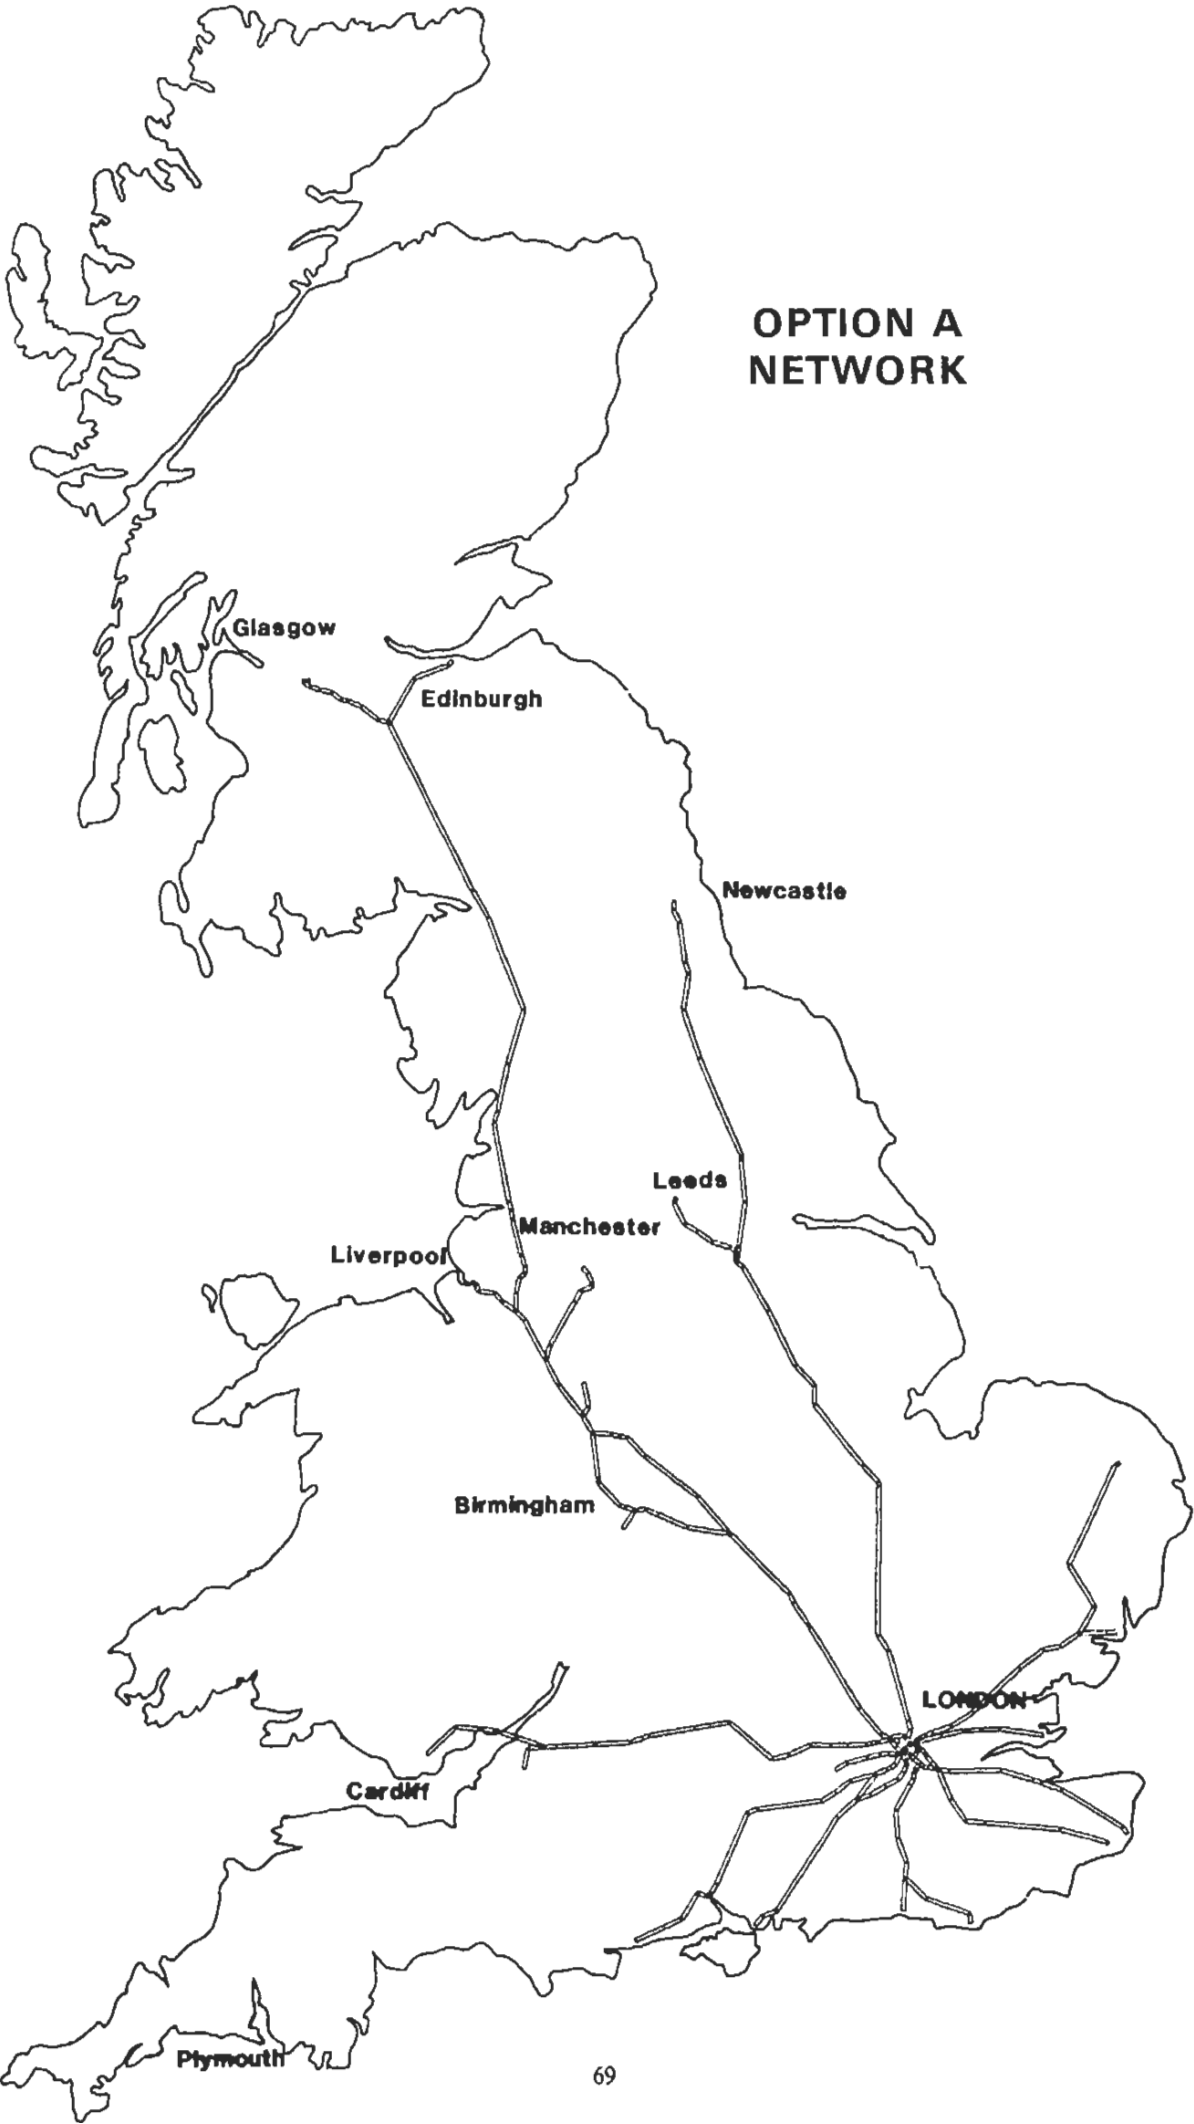 OPTION A
NETWORK
Glasgow
Edinburgh
Newcastle
Leeds
Manchester
Liverpool
Birmingham
LONDON
Cardiff
Plymouth
69